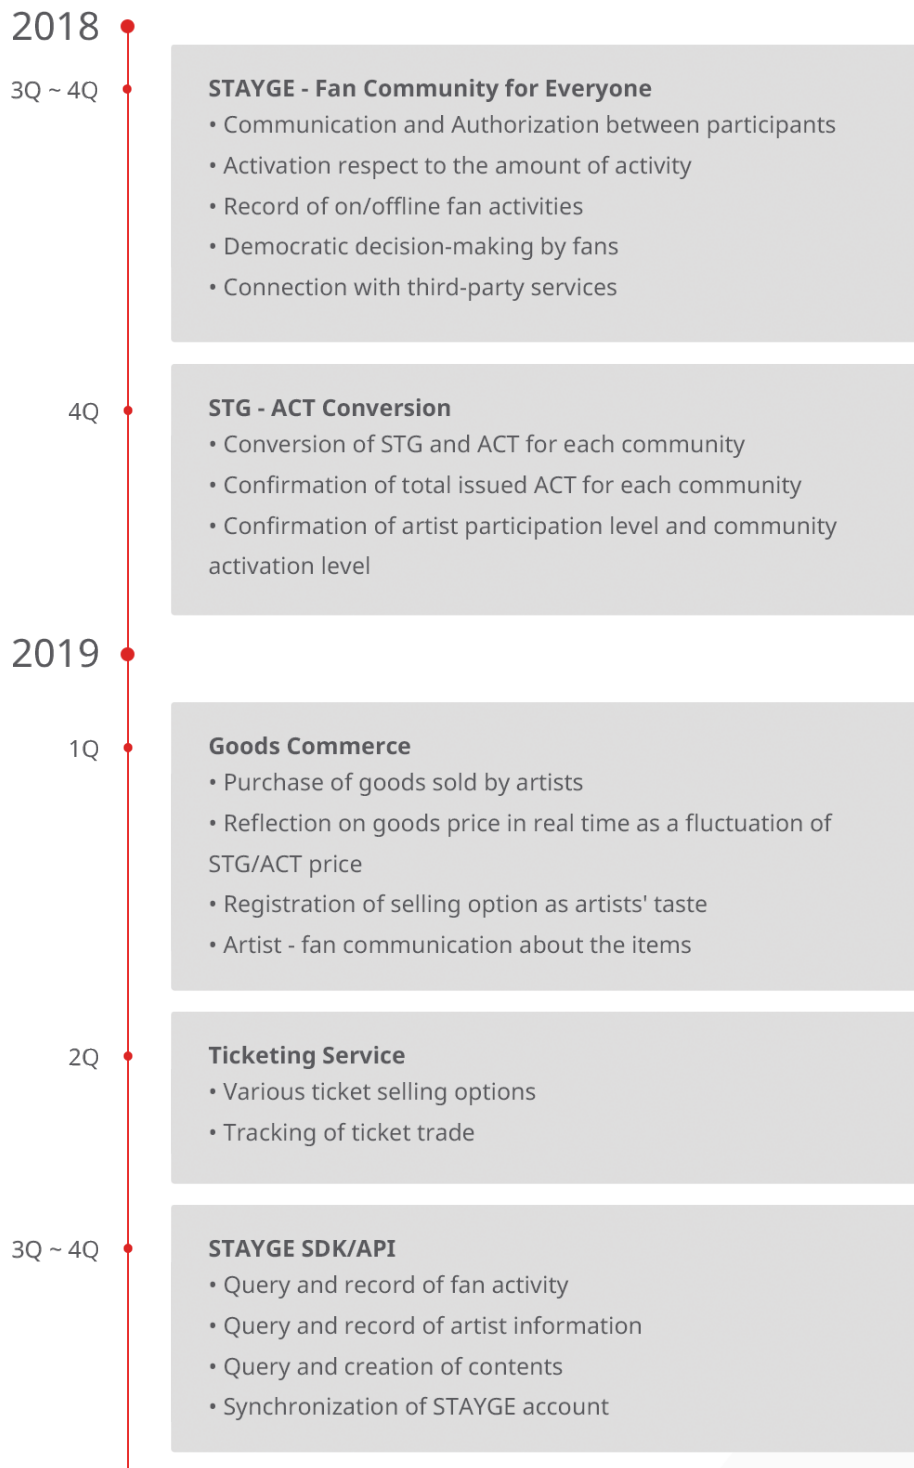 2018
3Q ~ 4Q
STAYGE - Fan Community for Everyone
• Communication and Authorization between participants
• Activation respect to the amount of activity
• Record of on/offline fan activities
• Democratic decision-making by fans
• Connection with third-party services
4Q
STG - ACT Conversion
• Conversion of STG and ACT for each community
• Confirmation of total issued ACT for each community
• Confirmation of artist participation level and community
activation level
2019
1Q
Goods Commerce
• Purchase of goods sold by artists
• Reflection on goods price in real time as a fluctuation of
STG/ACT price
• Registration of selling option as artists' taste
• Artist - fan communication about the items
2Q
Ticketing Service
• Various ticket selling options
• Tracking of ticket trade
3Q ~ 4Q
STAYGE SDK/API
• Query and record of fan activity
• Query and record of artist information
• Query and creation of contents
• Synchronization of STAYGE account